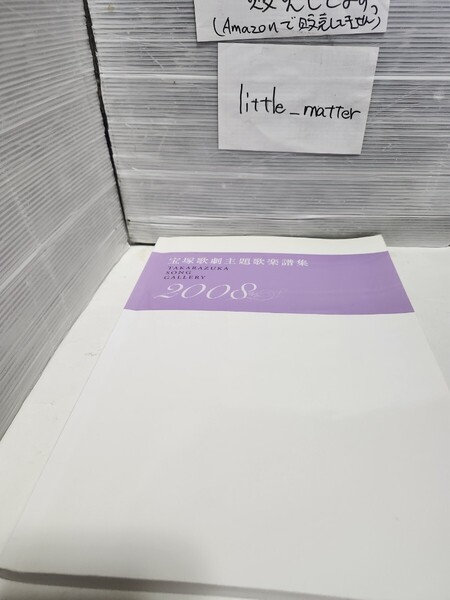 (Amazonで販売してません)
little_matter
宝塚歌劇主題歌楽譜集
TAKARAZUKA
SONG
GALLERY
2008